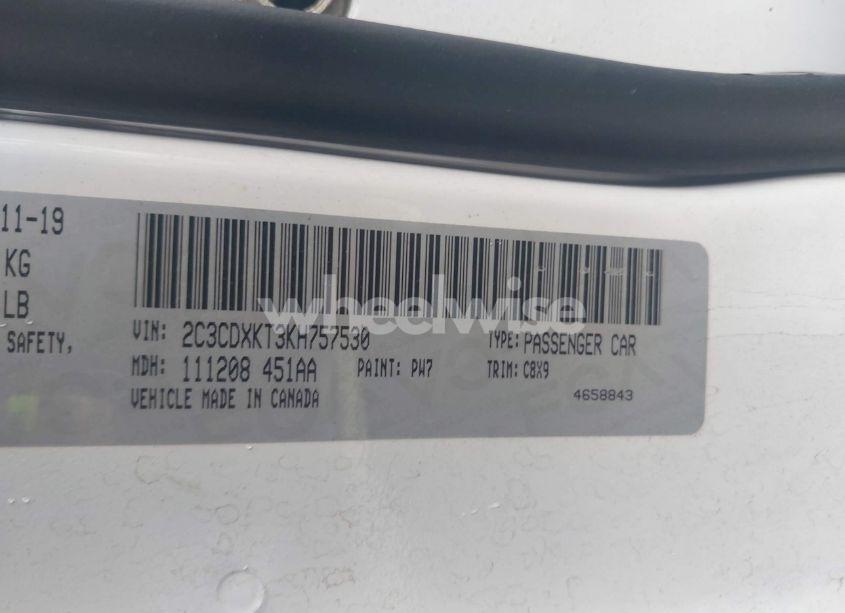 11-19
KG
LB
SAFETY,
VIN: 2C3CDXKT3KH757530 TYPE: PASSENGER CAR
MDH: 111208 451AA PAINT: PW7 TRIM: C8X9
VEHICLE MADE IN CANADA 4658843
wheelwise